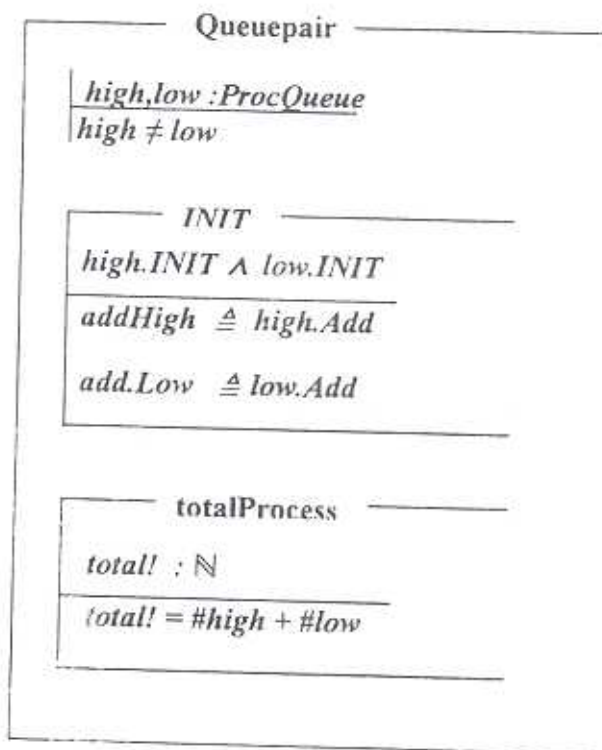 Queuepair
high,low :ProcQueue
high ≠ low
INIT
high.INIT ∧ low.INIT
addHigh ≙ high.Add
add.Low ≙ low.Add
totalProcess
total! : ℕ
total! = #high + #low